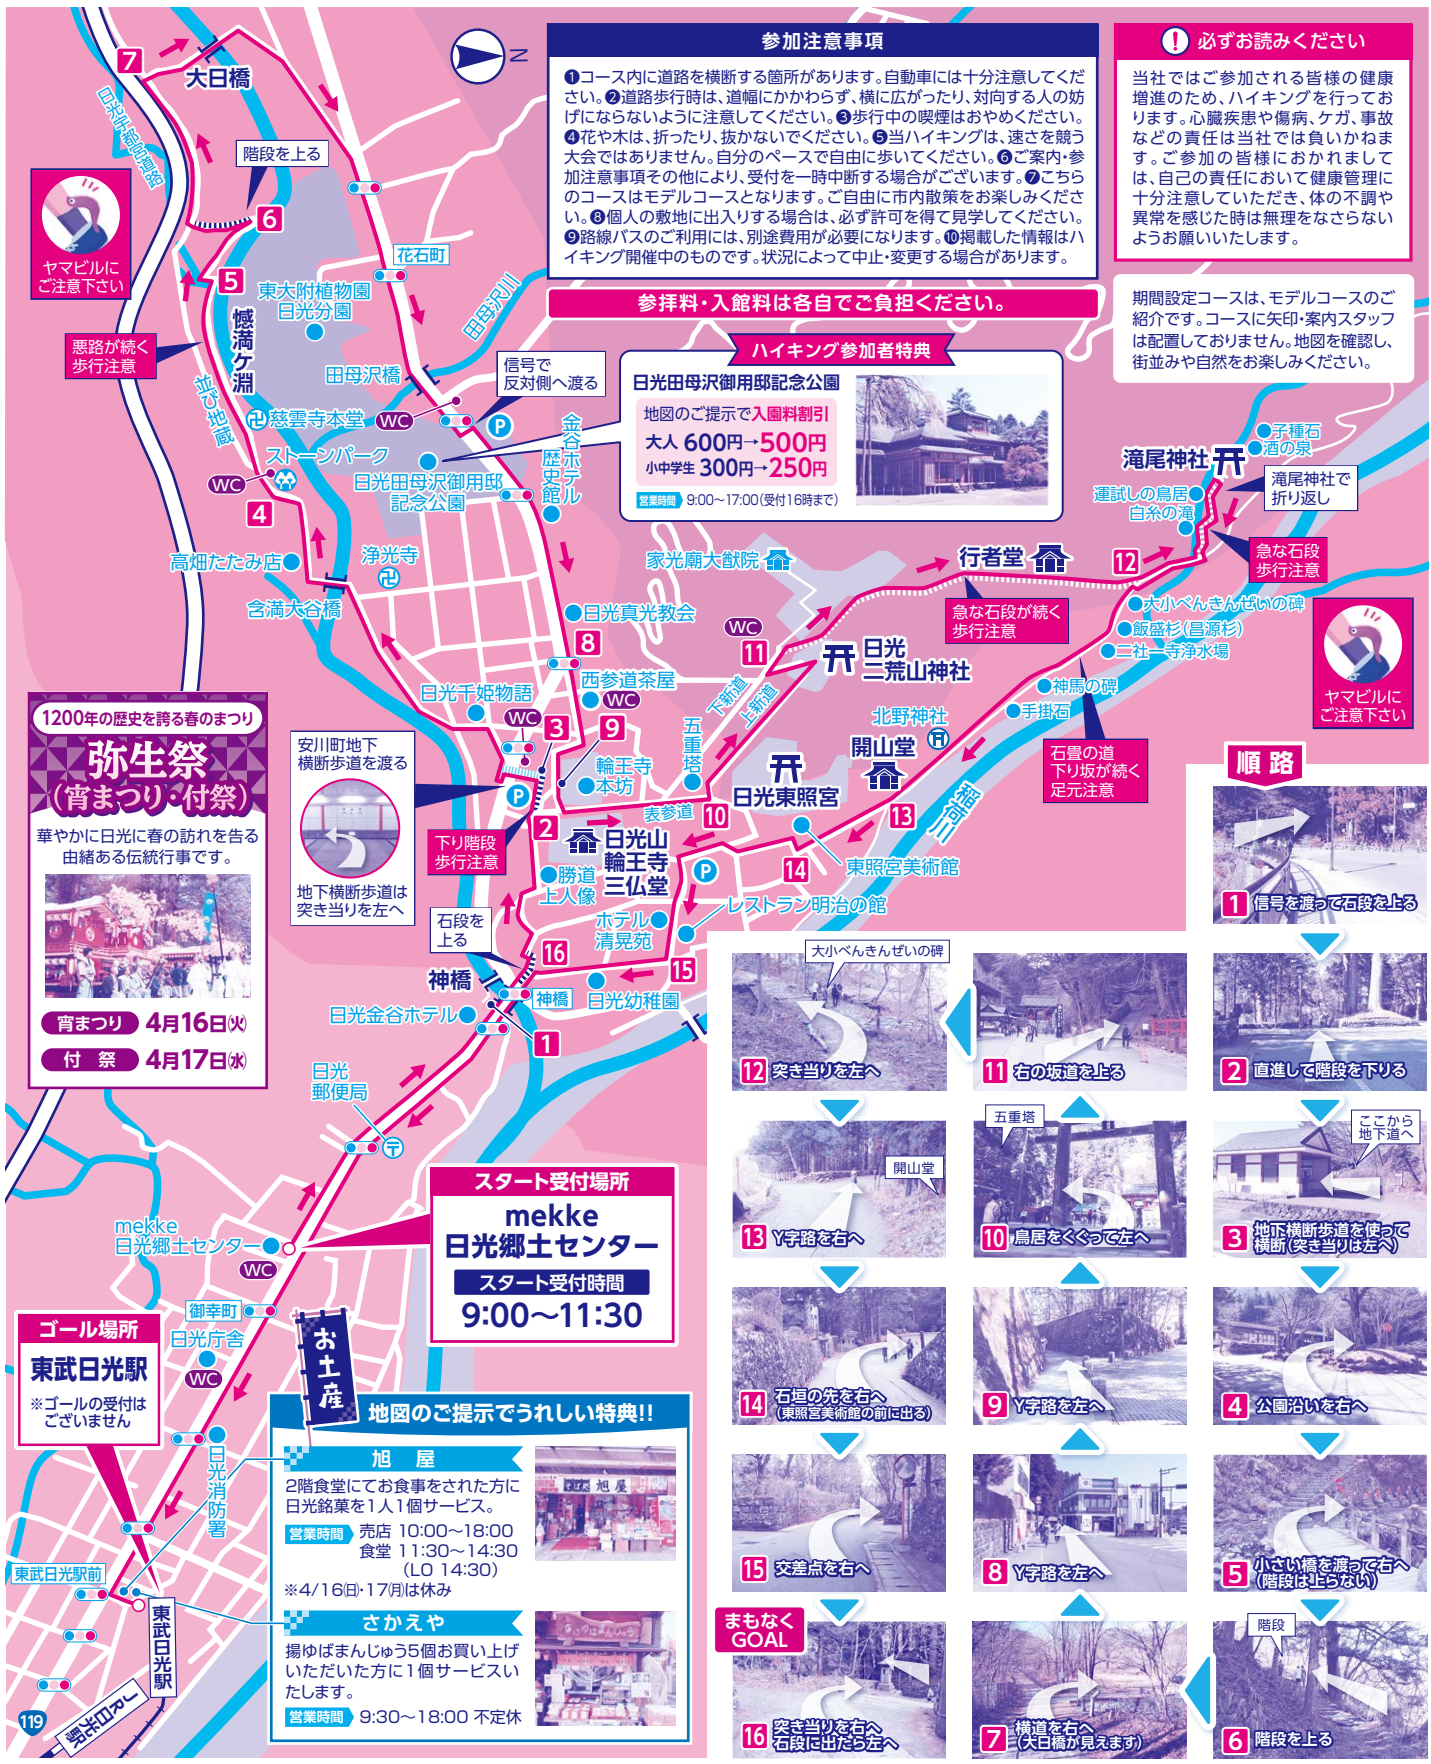 参加注意事項
❶コース内に道路を横断する箇所があります。自動車には十分注意してくだ
さい。❷道路歩行時は、道幅にかかわらず、横に広がったり、対向する人の妨
げにならないように注意してください。❸歩行中の喫煙はおやめください。
❹花や木は、折ったり、抜かないでください。❺当ハイキングは、速さを競う
大会ではありません。自分のペースで自由に歩いてください。❻ご案内・参
加注意事項その他により、受付を一時中断する場合がございます。❼こちら
のコースはモデルコースとなります。ご自由に市内散策をお楽しみくださ
い。❽個人の敷地に出入りする場合は、必ず許可を得て見学してください。
❾路線バスのご利用には、別途費用が必要になります。❿掲載した情報はハ
イキング開催中のものです。状況によって中止・変更する場合があります。
参拝料・入館料は各自でご負担ください。
! 必ずお読みください
当社ではご参加される皆様の健康
増進のため、ハイキングを行ってお
ります。心臓疾患や傷病、ケガ、事故
などの責任は当社では負いかねま
す。ご参加の皆様におかれまして
は、自己の責任において健康管理に
十分注意していただき、体の不調や
異常を感じた時は無理をなさらない
ようお願いいたします。
期間設定コースは、モデルコースのご
紹介です。コースに矢印・案内スタッフ
は配置しておりません。地図を確認し、
街並みや自然をお楽しみください。
ハイキング参加者特典
日光田母沢御用邸記念公園
地図のご提示で入園料割引
大人 600円→500円
小中学生 300円→250円
営業時間 9:00〜17:00(受付16時まで)
N
7
大日橋
日光宇都宮道路
階段を上る
6
ヤマビルに
ご注意下さい
5
東大附植物園
日光分園
花石町
田母沢川
憾満ケ淵
悪路が続く
歩行注意
並び地蔵
田母沢橋
信号で
反対側へ渡る
慈雲寺本堂
WC
P
ストーンパーク
WC
4
日光田母沢御用邸
記念公園
金谷ホテル
歴史館
高畑たたみ店
浄光寺
含満大谷橋
日光真光教会
8
西参道茶屋
WC
日光千姫物語
WC
3
9
安川町地下
横断歩道を渡る
地下横断歩道は
突き当りを左へ
P
輪王寺
本坊
五重塔
表参道
10
2
下り階段
歩行注意
日光山
輪王寺
三仏堂
勝道
上人像
石段を
上る
神橋
16
神橋
日光金谷ホテル
1
ホテル
清晃苑
P
レストラン明治の館
15
日光幼稚園
14
東照宮美術館
13
日光東照宮
開山堂
北野神社
稲荷川
下新道
上新道
WC
11
日光
二荒山神社
家光廟大猷院
行者堂
急な石段が続く
歩行注意
12
滝尾神社
子種石
酒の泉
滝尾神社で
折り返し
運試しの鳥居
白糸の滝
急な石段
歩行注意
大小べんきんぜいの碑
飯盛杉(昌源杉)
二社一寺浄水場
神馬の碑
手掛石
石畳の道
下り坂が続く
足元注意
ヤマビルに
ご注意下さい
1200年の歴史を誇る春のまつり
弥生祭
(宵まつり・付祭)
華やかに日光に春の訪れを告る
由緒ある伝統行事です。
宵まつり 4月16日(火)
付 祭 4月17日(水)
日光
郵便局
スタート受付場所
mekke
日光郷土センター
スタート受付時間
9:00〜11:30
mekke
日光郷土センター
WC
御幸町
日光庁舎
WC
ゴール場所
東武日光駅
※ゴールの受付は
ございません
日光消防署
東武日光駅前
東武日光駅
JR日光駅
119
お土産
地図のご提示でうれしい特典!!
旭 屋
2階食堂にてお食事をされた方に
日光銘菓を1人1個サービス。
営業時間 売店 10:00〜18:00
食堂 11:30〜14:30
(LO 14:30)
※4/16(日)・17(月)は休み
旭屋
さかえや
揚ゆばまんじゅう5個お買い上げ
いただいた方に1個サービスい
たします。
営業時間 9:30〜18:00 不定休
順路
1 信号を渡って石段を上る
2 直進して階段を下りる
ここから
地下道へ
3 地下横断歩道を使って
横断(突き当りは左へ)
4 公園沿いを右へ
5 小さい橋を渡って右へ
(階段は上らない)
階段
6 階段を上る
7 横道を右へ
(大日橋が見えます)
8 Y字路を左へ
9 Y字路を左へ
五重塔
10 鳥居をくぐって左へ
11 右の坂道を上る
大小べんきんぜいの碑
12 突き当りを左へ
開山堂
13 Y字路を右へ
14 石垣の先を右へ
(東照宮美術館の前に出る)
15 交差点を右へ
まもなく
GOAL
16 突き当りを右へ
石段に出たら左へ